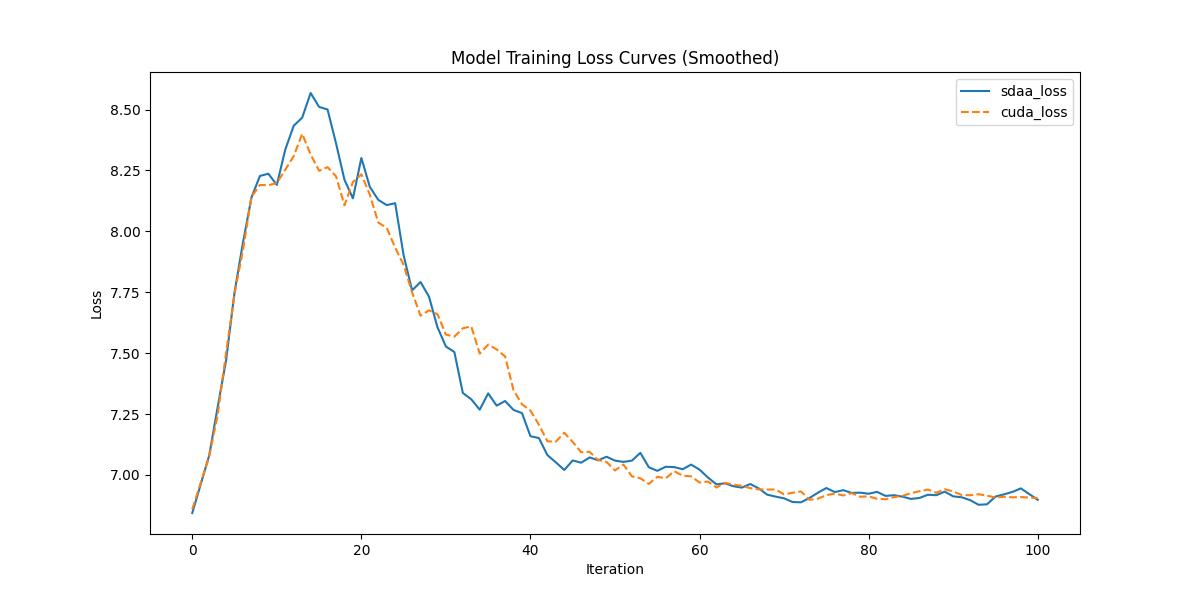 Model Training Loss Curves (Smoothed)
sdaa_loss
cuda_loss
Loss
8.50
8.25
8.00
7.75
7.50
7.25
7.00
0 20 40 60 80 100
Iteration